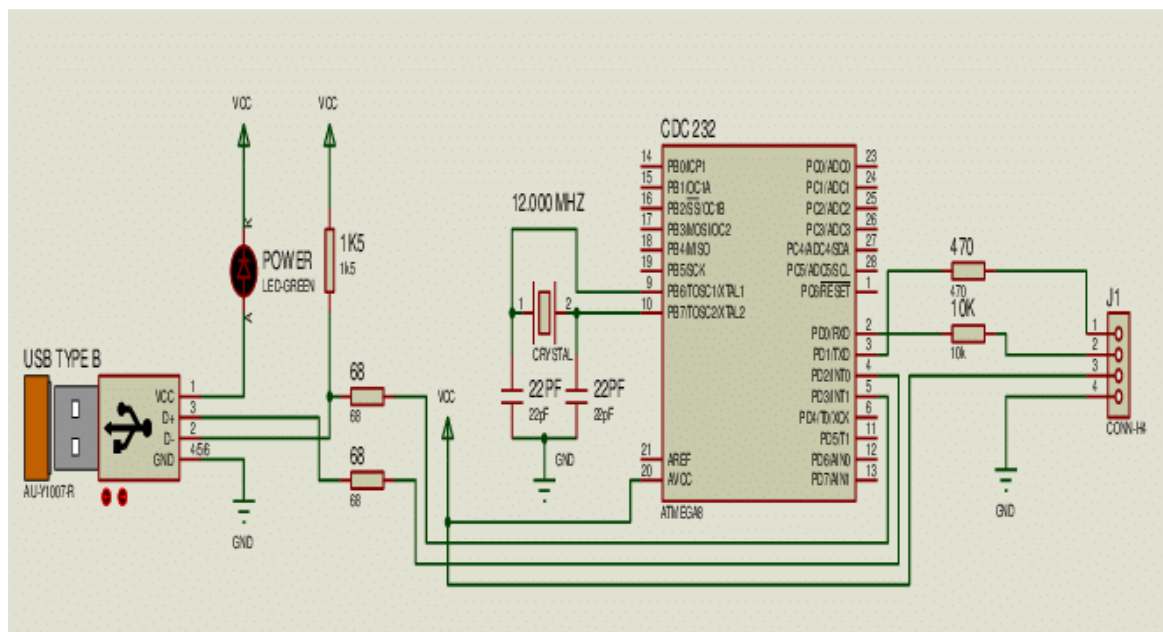 VCC
VCC
K
POWER
LED-GREEN
A
1K5
1k5
USB TYPE B
VCC 1
D+ 3
D- 2
GND 4/5/6
AU-Y1007-R
GND
68
68
68
68
12.000 MHZ
1
2
CRYSTAL
22PF
22pF
22PF
22pF
GND
VCC
CDC232
14 PB0/ICP1
15 PB1/OC1A
16 PB2/SS/OC1B
17 PB3/MOSI/OC2
18 PB4/MISO
19 PB5/SCK
9 PB6/TOSC1/XTAL1
10 PB7/TOSC2/XTAL2
21 AREF
20 AVCC
PC0/ADC0 23
PC1/ADC1 24
PC2/ADC2 25
PC3/ADC3 26
PC4/ADC4/SDA 27
PC5/ADC5/SCL 28
PC6/RESET 1
PD0/RXD 2
PD1/TXD 3
PD2/INT0 4
PD3/INT1 5
PD4/T0/XCK 6
PD5/T1 11
PD6/AIN0 12
PD7/AIN1 13
ATMEGA8
470
470
10K
10k
J1
1
2
3
4
CONN-H4
GND